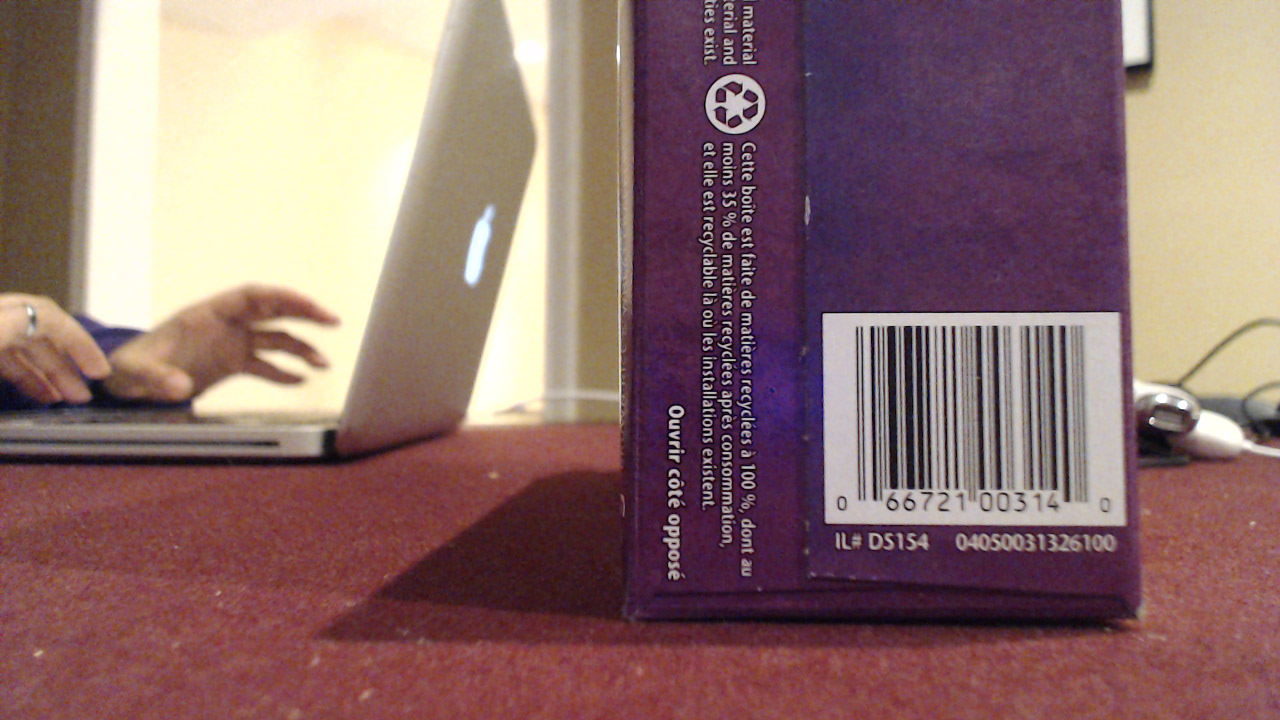 material
erial and
ties exist.
Cette boîte est faite de matières recyclées à 100 %, dont au
moins 35 % de matières recyclées après consommation,
et elle est recyclable là où les installations existent.
Ouvrir côté opposé
0 66721 00314 0
IL# D5154 04050031326100